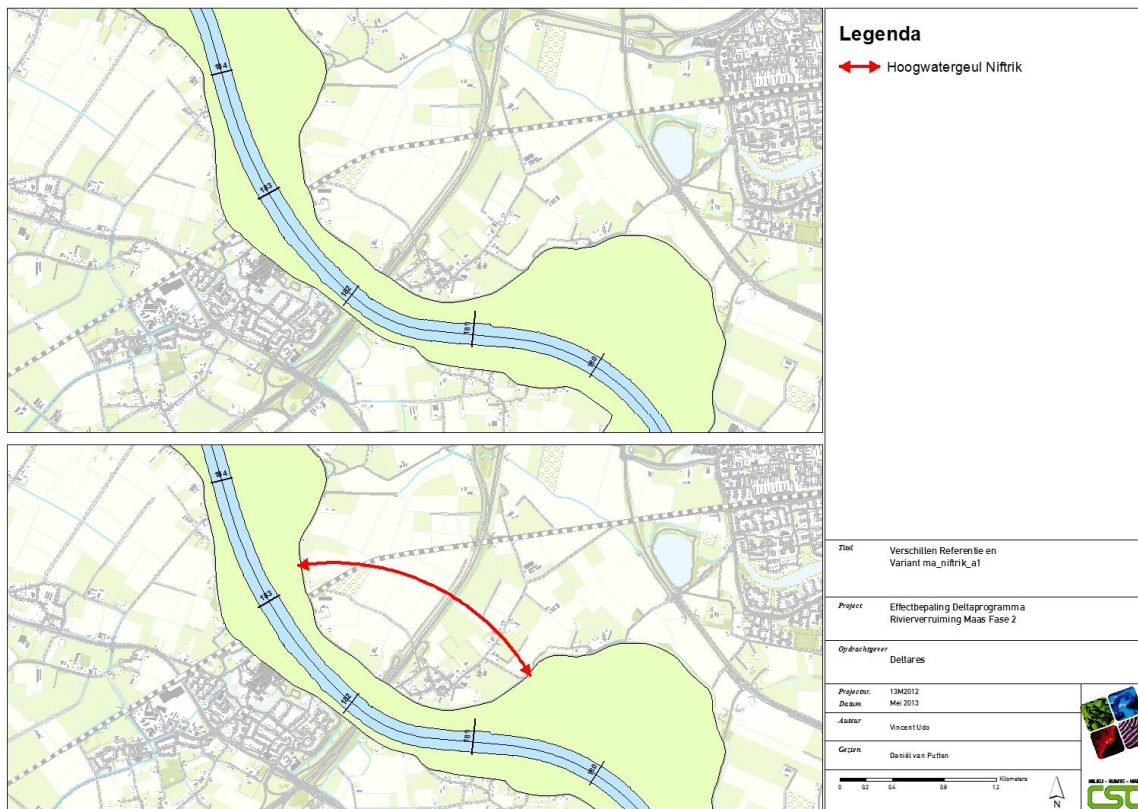 184
183
182
181
180
184
183
182
181
180
Legenda
Hoogwatergeul Niftrik
Titel
Verschillen Referentie en
Variant ma_niftrik_a1
Project
Effectbepaling Deltaprogramma
Rivierverruiming Maas Fase 2
Opdrachtgever
Deltares
Projectnr.
13M2012
Datum
Mei 2013
Auteur
Vincent Udo
Gezien
Daniël van Putten
Kilometers
0 0.2 0.4 0.8 1.2
N
CSO